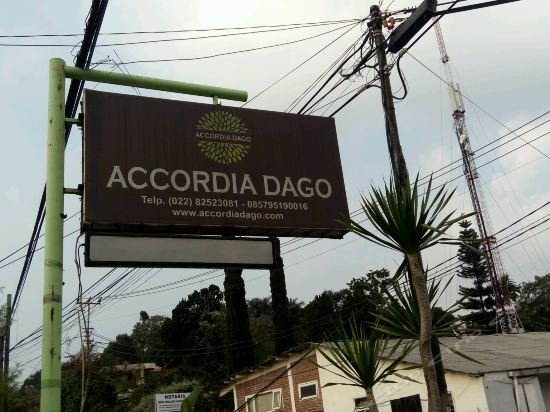 ACCORDIA DAGO
ACCORDIA DAGO
Telp. (022) 82523081 - 085795190016
www.accordiadago.com
NOTARIS